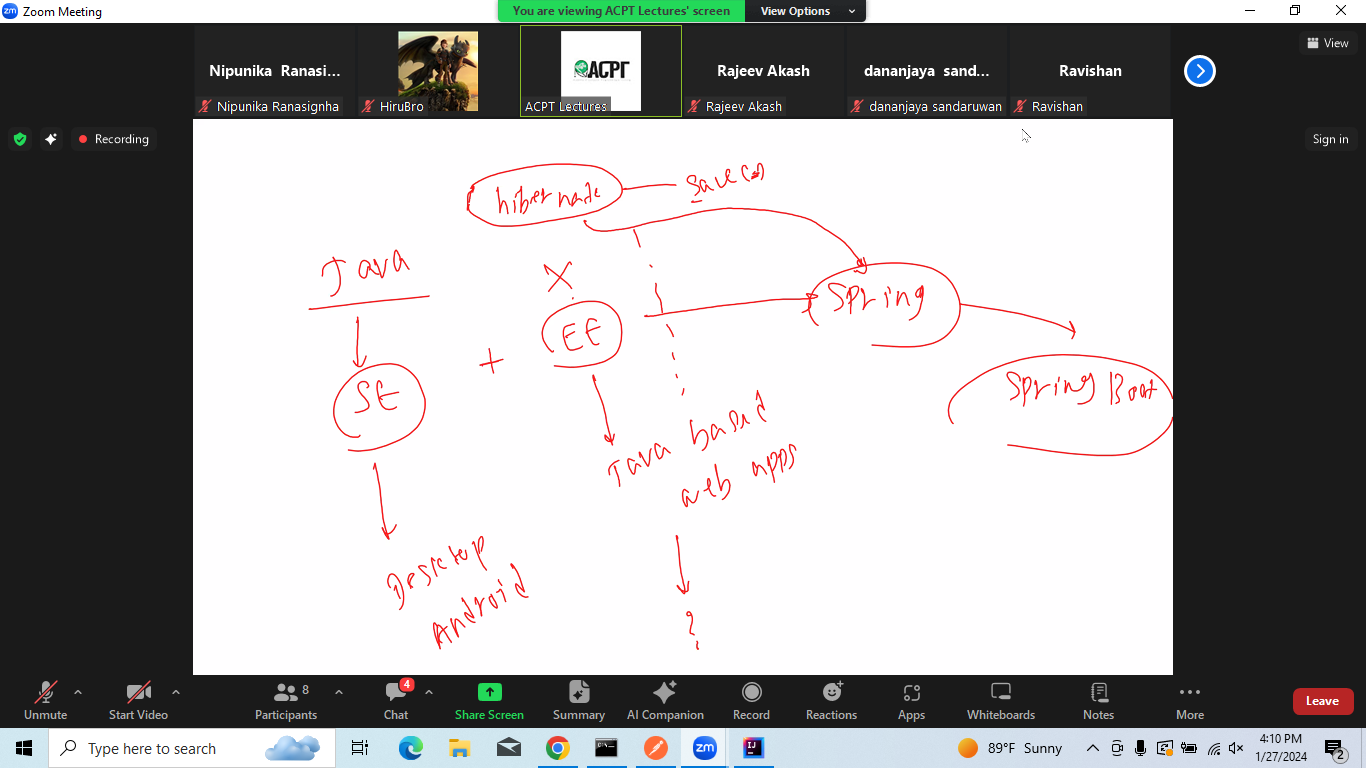 Zoom Meeting
You are viewing ACPT Lectures' screen
View Options
Nipunika Ranasi...
Rajeev Akash
dananjaya sand...
Ravishan
View
ACPT
Nipunika Ranasignha
HiruBro
ACPT Lectures
Rajeev Akash
dananjaya sandaruwan
Ravishan
Recording
Sign in
hibernate
Java
X
Spring
EE
+
SE
Spring Boot
Java based
web apps
Desktop
Android
?
Unmute
Start Video
Participants
8
Chat
4
Share Screen
Summary
AI Companion
Record
Reactions
Apps
Whiteboards
Notes
More
Leave
Type here to search
zm
IJ
89°F Sunny
4:10 PM
1/27/2024
2